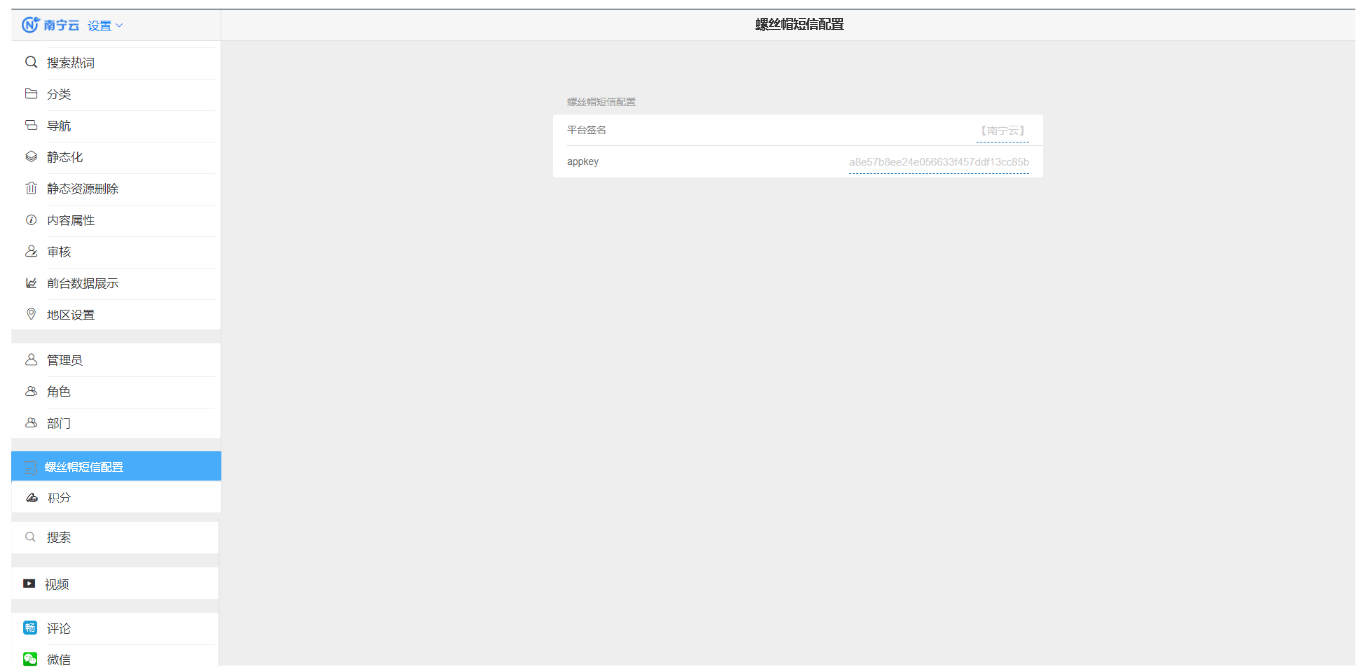 南宁云 设置
螺丝帽短信配置
搜索热词
分类
导航
静态化
静态资源删除
内容属性
审核
前台数据展示
地区设置
管理员
角色
部门
螺丝帽短信配置
积分
搜索
视频
畅 评论
微信
螺丝帽短信配置
平台签名 【南宁云】
appkey a8e57b8ee24e056633f457ddf13cc85b